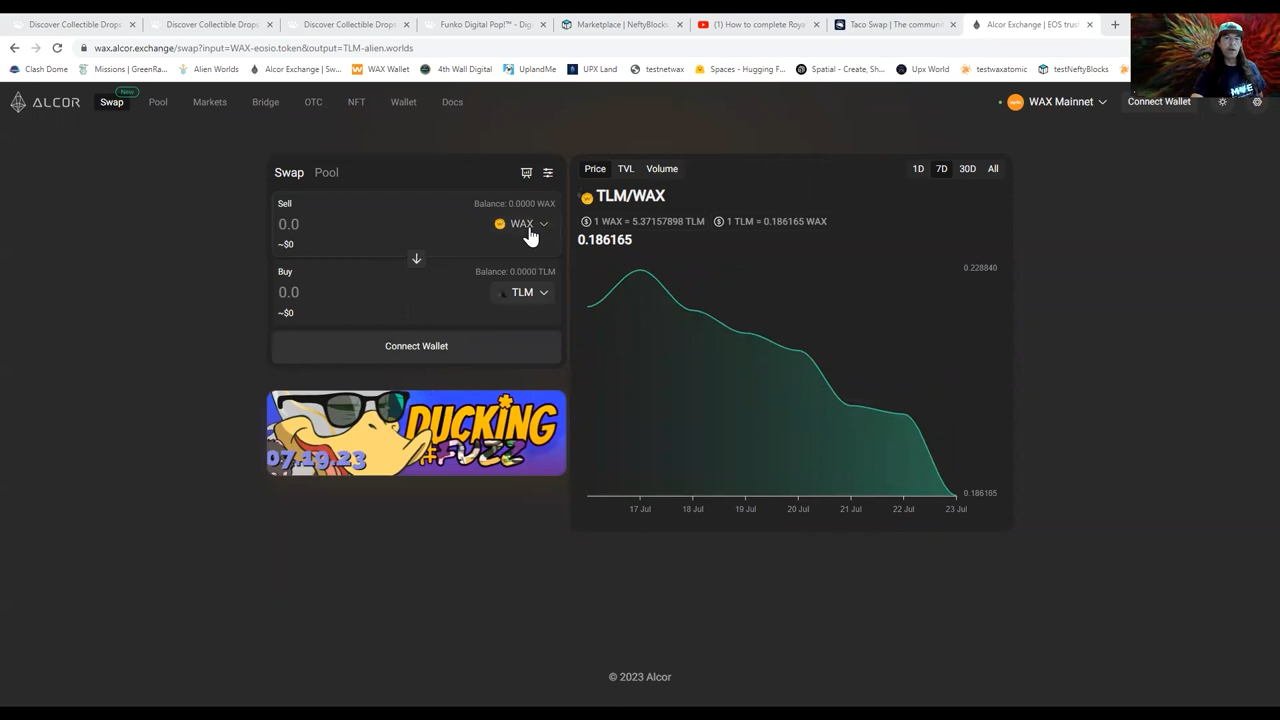 Discover Collectible Drops
Discover Collectible Drops
Discover Collectible Drops
Funko Digital Pop!™ - Digi
Marketplace | NeftyBlocks
(1) How to complete Roya
Taco Swap | The commun
Alcor Exchange | EOS trus
wax.alcor.exchange/swap?input=WAX-eosio.token&output=TLM-alien.worlds
Clash Dome
Missions | GreenRa...
Alien Worlds
Alcor Exchange | Sw...
WAX Wallet
4th Wall Digital
UplandMe
UPX Land
testnetwax
Spaces - Hugging F...
Spatial - Create, Sh...
Upx World
testwaxatomic
testNeftyBlocks
ALCOR
Swap
New
Pool
Markets
Bridge
OTC
NFT
Wallet
Docs
WAX Mainnet
Connect Wallet
Swap Pool
Sell
Balance: 0.0000 WAX
0.0
WAX
~$0
Buy
Balance: 0.0000 TLM
0.0
TLM
~$0
Connect Wallet
DUCKING
#FUZZ
07.19.23
Price TVL Volume
1D 7D 30D All
TLM/WAX
1 WAX = 5.37157898 TLM
1 TLM = 0.186165 WAX
0.186165
0.228840
0.186165
17 Jul 18 Jul 19 Jul 20 Jul 21 Jul 22 Jul 23 Jul
© 2023 Alcor